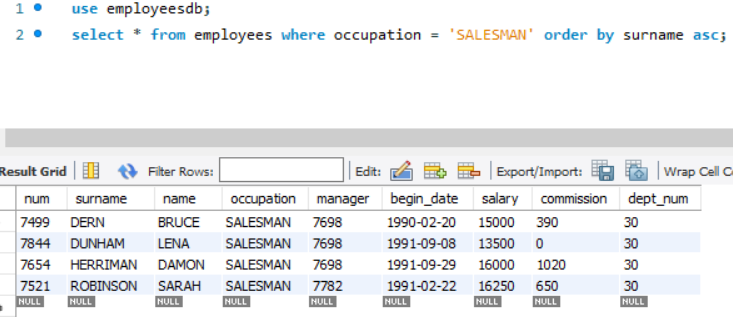 1 use employeesdb;
2 select * from employees where occupation = 'SALESMAN' order by surname asc;
Result Grid Filter Rows: Edit: Export/Import: Wrap Cell
num surname name occupation manager begin_date salary commission dept_num
7499 DERN BRUCE SALESMAN 7698 1990-02-20 15000 390 30
7844 DUNHAM LENA SALESMAN 7698 1991-09-08 13500 0 30
7654 HERRIMAN DAMON SALESMAN 7698 1991-09-29 16000 1020 30
7521 ROBINSON SARAH SALESMAN 7782 1991-02-22 16250 650 30
NULL NULL NULL NULL NULL NULL NULL NULL NULL